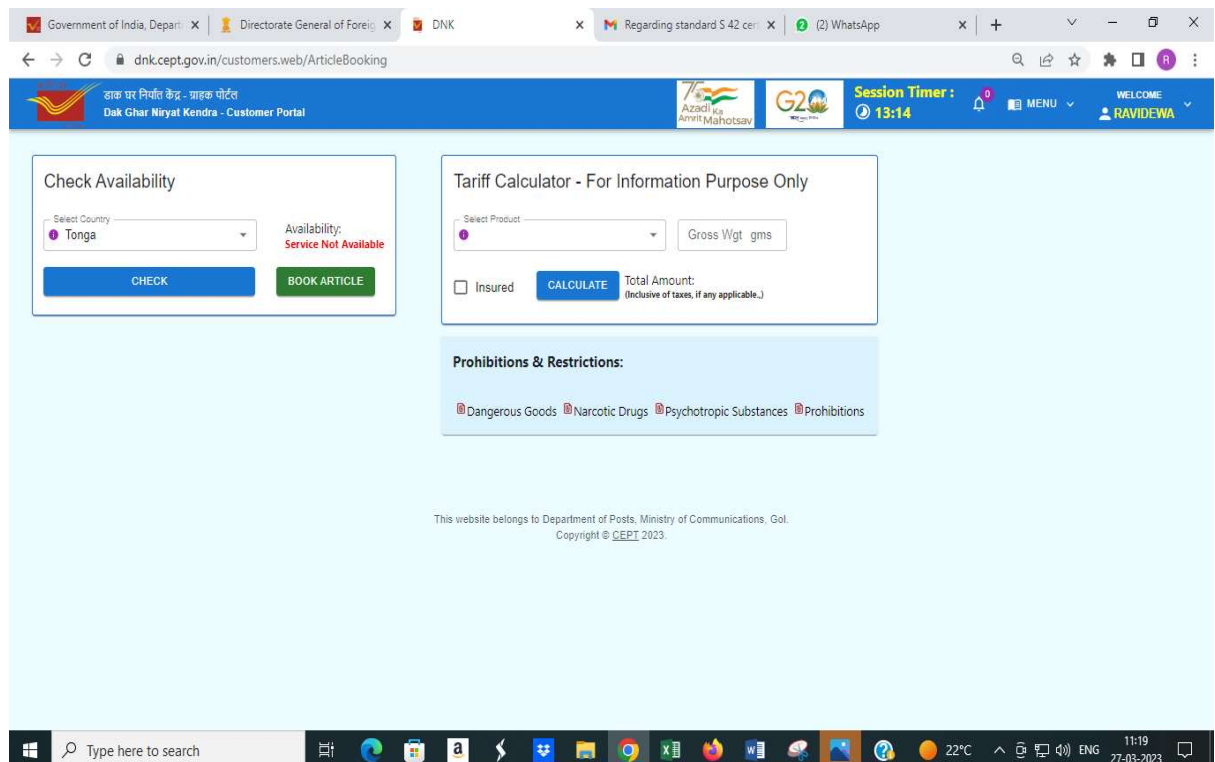 Government of India, Depart
Directorate General of Foreig
DNK
Regarding standard S & cer
(2) WhatsApp
dnk.cept.gov.in/customers.web/ArticleBooking
डाक घर निर्यात केंद्र - ग्राहक पोर्टल
Dak Ghar Niryat Kendra - Customer Portal
Azadi Ka
Amrit Mahotsav
G20
Session Timer :
13:14
0
MENU
WELCOME
RAVIDEWA
R
Check Availability
Select Country
Tonga
Availability:
Service Not Available
CHECK
BOOK ARTICLE
Tariff Calculator - For Information Purpose Only
Select Product
Gross Wgt gms
Insured
CALCULATE
Total Amount:
(Inclusive of taxes, if any applicable.,)
Prohibitions & Restrictions:
Dangerous Goods Narcotic Drugs Psychotropic Substances Prohibitions
This website belongs to Department of Posts, Ministry of Communications, GoI.
Copyright © CEPT 2023.
Type here to search
22°C
ENG
11:19
27-03-2023